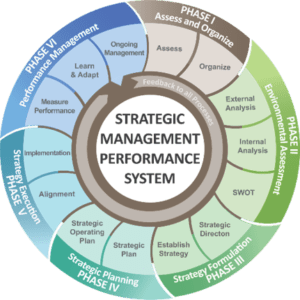 STRATEGIC
MANAGEMENT
PERFORMANCE
SYSTEM
Feedback to all Processes
PHASE I
Assess and Organize
Assess
Organize
PHASE II
Environmental Assessment
External
Analysis
Internal
Analysis
SWOT
Strategy Formulation
PHASE III
Strategic
Directon
Establish
Strategy
Strategic Planning
PHASE IV
Strategic
Plan
Strategic
Operating
Plan
Strategy Execution
PHASE V
Alignment
Implementation
PHASE VI
Performance Management
Measure
Performance
Learn
& Adapt
Ongoing
Management